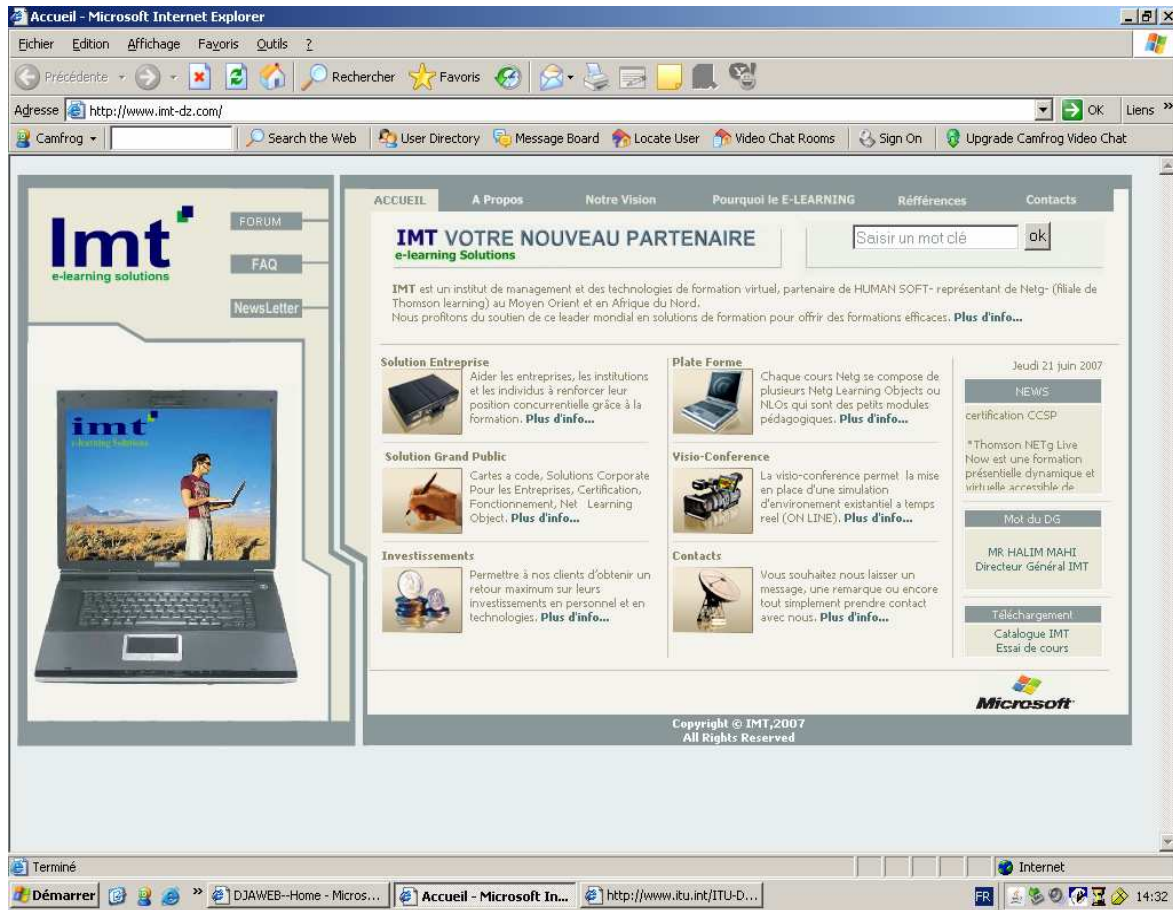 Accueil - Microsoft Internet Explorer
Fichier Edition Affichage Favoris Outils ?
Précédente Rechercher Favoris
Adresse http://www.imt-dz.com/ OK Liens »
Camfrog Search the Web User Directory Message Board Locate User Video Chat Rooms Sign On Upgrade Camfrog Video Chat
Imt
e-learning solutions
FORUM
FAQ
NewsLetter
imt
e-learning Solutions
ACCUEIL A Propos Notre Vision Pourquoi le E-LEARNING Réfférences Contacts
IMT VOTRE NOUVEAU PARTENAIRE
e-learning Solutions
Saisir un mot clé ok
IMT est un institut de management et des technologies de formation virtuel, partenaire de HUMAN SOFT- représentant de Netg- (filiale de
Thomson learning) au Moyen Orient et en Afrique du Nord.
Nous profitons du soutien de ce leader mondial en solutions de formation pour offrir des formations efficaces. Plus d'info...
Solution Entreprise
Aider les entreprises, les institutions
et les individus à renforcer leur
position concurrentielle grâce à la
formation. Plus d'info...
Plate Forme
Chaque cours Netg se compose de
plusieurs Netg Learning Objects ou
NLOs qui sont des petits modules
pédagogiques. Plus d'info...
Solution Grand Public
Cartes a code, Solutions Corporate
Pour les Entreprises, Certification,
Fonctionnement, Net Learning
Object. Plus d'info...
Visio-Conference
La visio-conference permet la mise
en place d'une simulation
d'environement existantiel a temps
reel (ON LINE). Plus d'info...
Investissements
Permettre à nos clients d'obtenir un
retour maximum sur leurs
investissements en personnel et en
technologies. Plus d'info...
Contacts
Vous souhaitez nous laisser un
message, une remarque ou encore
tout simplement prendre contact
avec nous. Plus d'info...
Jeudi 21 juin 2007
NEWS
certification CCSP
*Thomson NETg Live
Now est une formation
présentielle dynamique et
virtuelle accessible de
Mot du DG
MR HALIM MAHI
Directeur Général IMT
Téléchargement
Catalogue IMT
Essai de cours
Microsoft
Copyright © IMT,2007
All Rights Reserved
Terminé Internet
Démarrer » DJAWEB--Home - Micros... Accueil - Microsoft In... http://www.itu.int/ITU-D... FR 14:32